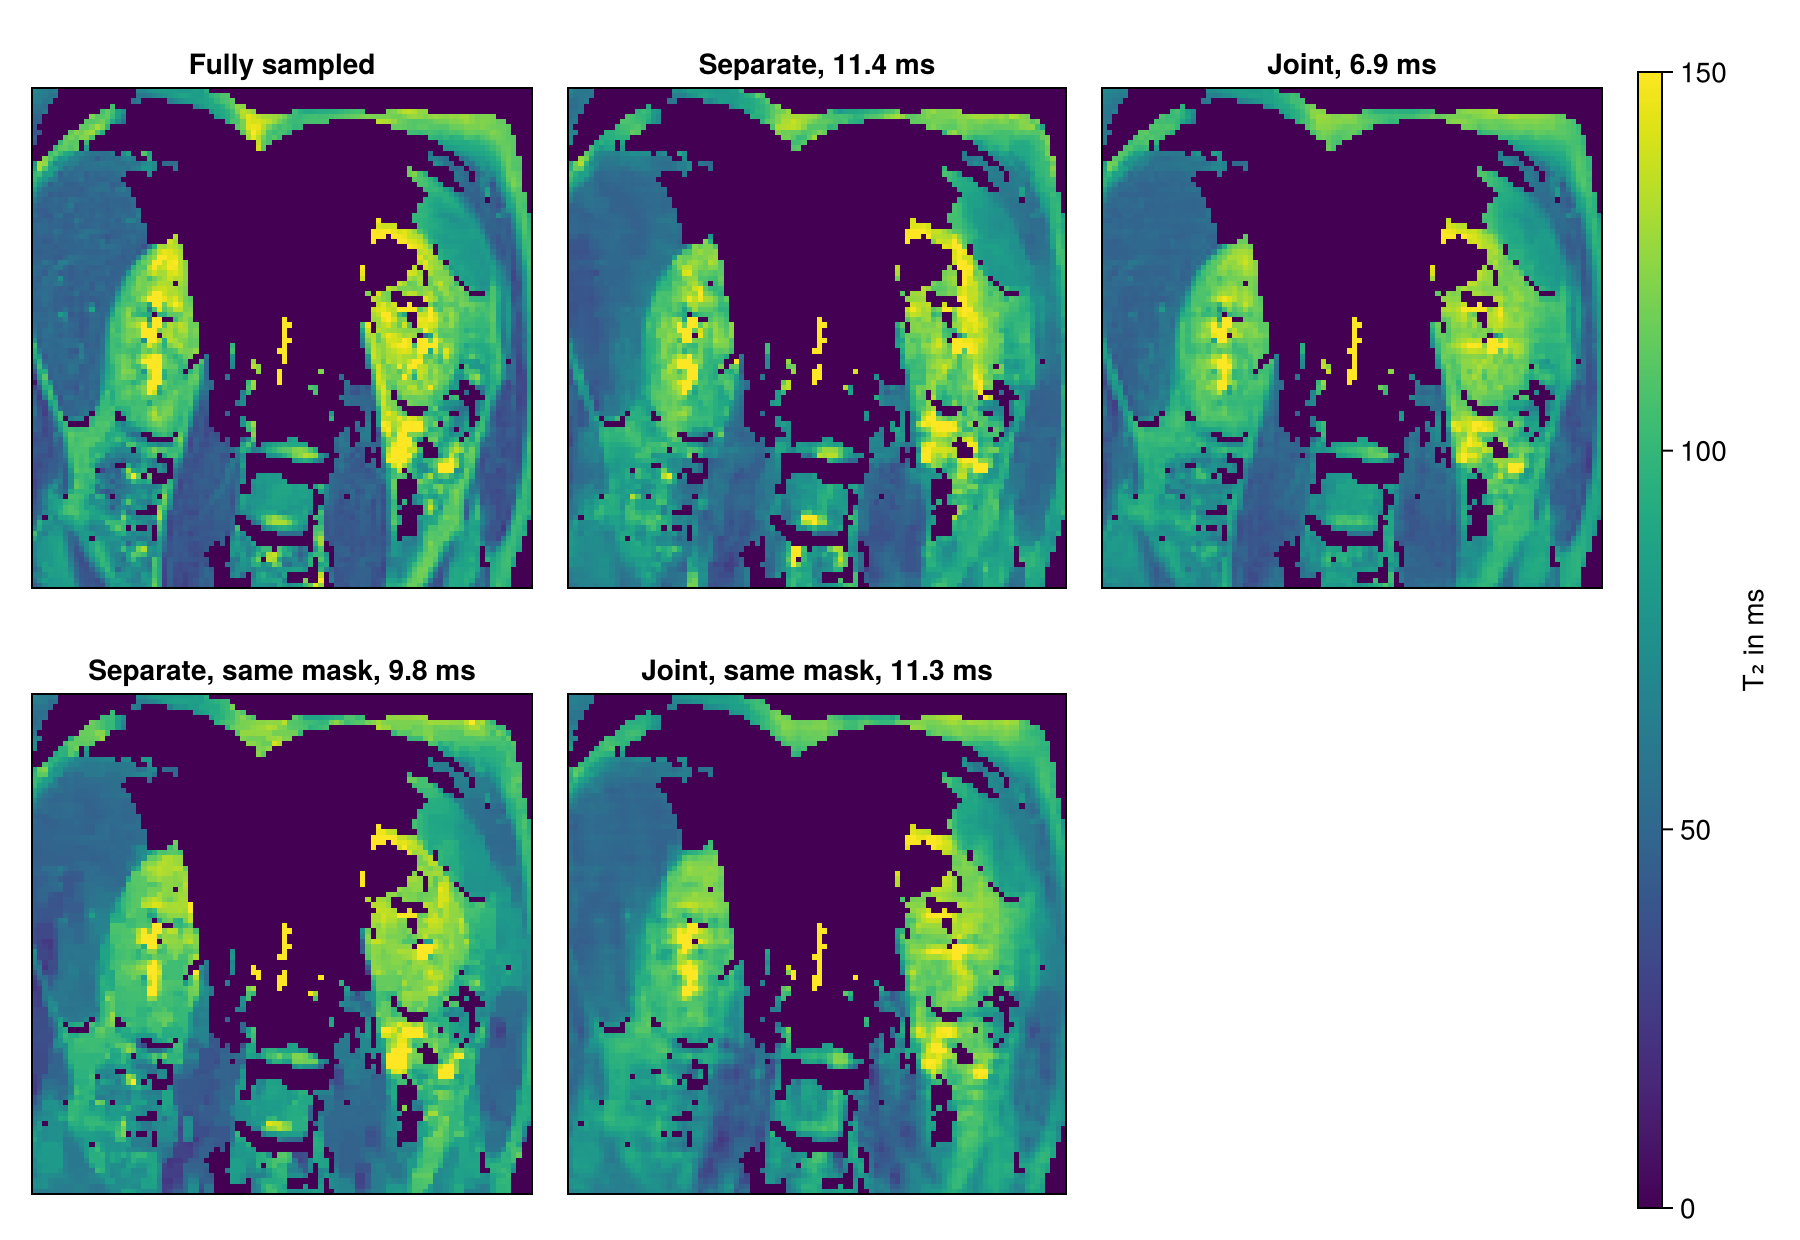 Fully sampled
Separate, 11.4 ms
Joint, 6.9 ms
Separate, same mask, 9.8 ms
Joint, same mask, 11.3 ms
150
100
50
0
T₂ in ms